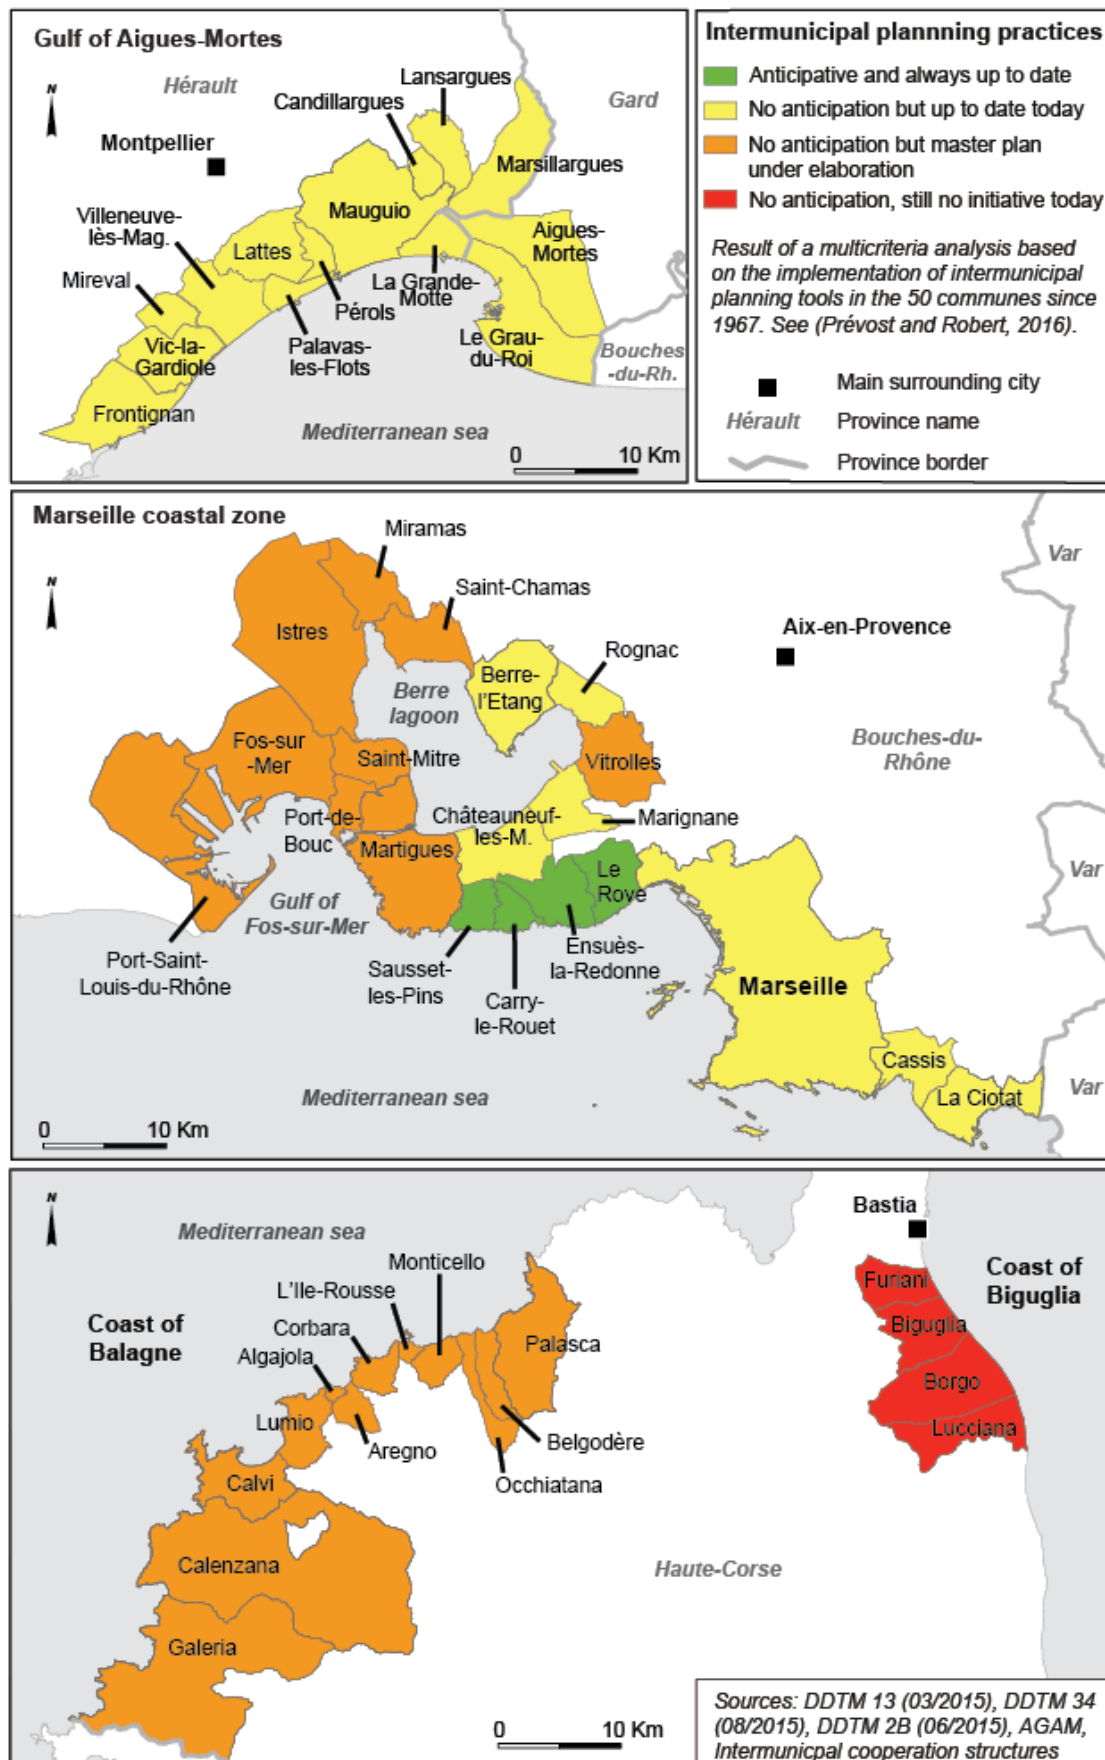 Gulf of Aigues-Mortes
N
Hérault
Lansargues
Candillargues
Gard
Montpellier
Marsillargues
Villeneuve-
lès-Mag.
Mauguio
Lattes
Aigues-
Mortes
Mireval
La Grande-
Motte
Pérols
Vic-la-
Gardiole
Palavas-
les-Flots
Le Grau-
du-Roi
Bouches
-du-Rh.
Frontignan
Mediterranean sea
0 10 Km
Intermunicipal plannning practices
Anticipative and always up to date
No anticipation but up to date today
No anticipation but master plan
under elaboration
No anticipation, still no initiative today
Result of a multicriteria analysis based
on the implementation of intermunicipal
planning tools in the 50 communes since
1967. See (Prévost and Robert, 2016).
Main surrounding city
Hérault Province name
Province border
Marseille coastal zone
N
Miramas
Var
Saint-Chamas
Istres
Aix-en-Provence
Rognac
Berre-
l'Etang
Berre
lagoon
Fos-sur
-Mer
Saint-Mitre
Vitrolles
Bouches-du-
Rhône
Port-de-
Bouc
Châteauneuf-
les-M.
Marignane
Martigues
Le
Rove
Var
Gulf of
Fos-sur-Mer
Port-Saint-
Louis-du-Rhône
Sausset-
les-Pins
Ensuès-
la-Redonne
Carry-
le-Rouet
Marseille
Cassis
La Ciotat
Var
Mediterranean sea
0 10 Km
N
Mediterranean sea
Bastia
Monticello
L'Ile-Rousse
Coast of
Biguglia
Furiani
Coast of
Balagne
Corbara
Biguglia
Algajola
Palasca
Borgo
Lumio
Lucciana
Aregno
Belgodère
Occhiatana
Calvi
Calenzana
Haute-Corse
Galeria
0 10 Km
Sources: DDTM 13 (03/2015), DDTM 34
(08/2015), DDTM 2B (06/2015), AGAM,
Intermunicpal cooperation structures